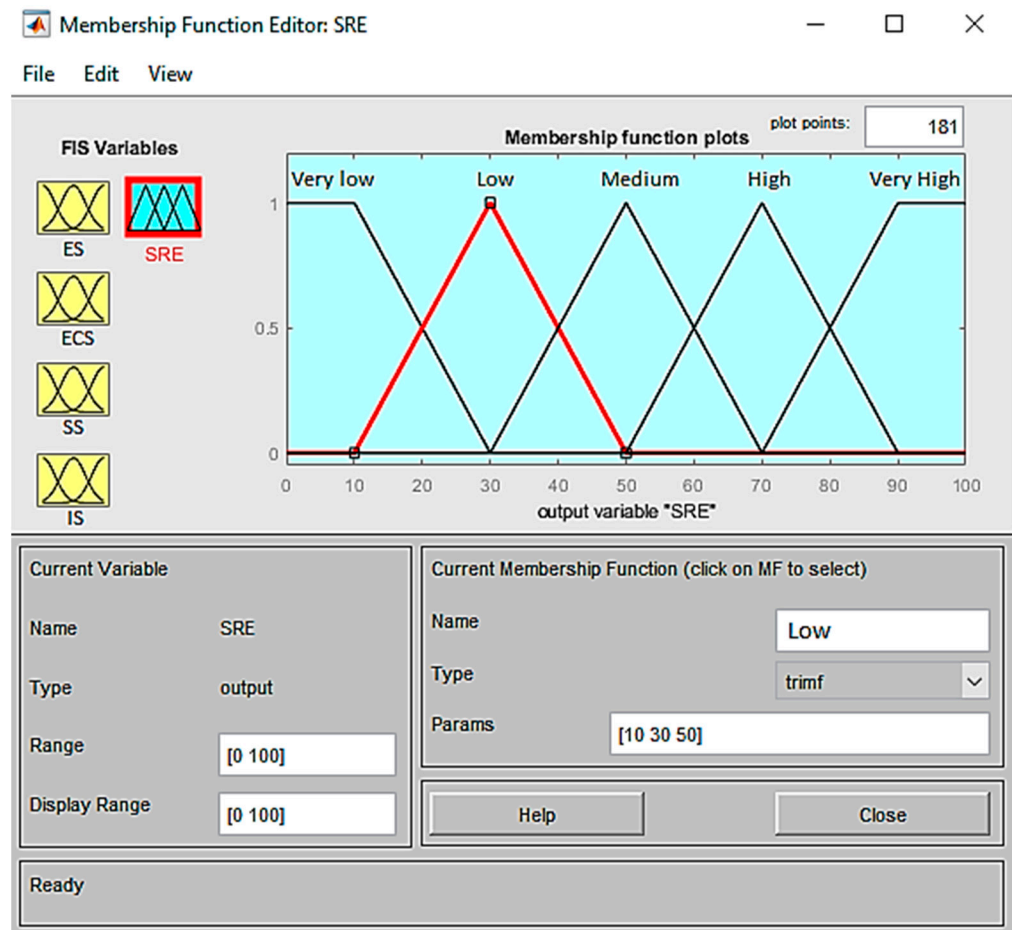 Membership Function Editor: SRE
File Edit View
FIS Variables
ES
SRE
ECS
SS
IS
plot points: 181
Membership function plots
Very low Low Medium High Very High
1
0.5
0
0 10 20 30 40 50 60 70 80 90 100
output variable "SRE"
Current Variable
Name SRE
Type output
Range [0 100]
Display Range [0 100]
Current Membership Function (click on MF to select)
Name Low
Type trimf
Params [10 30 50]
Help Close
Ready